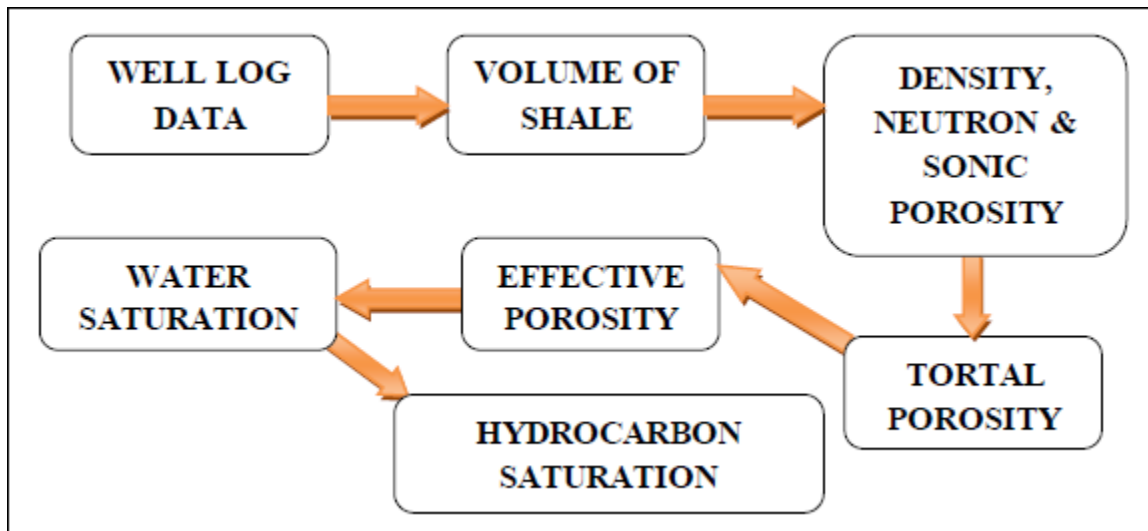 WELL LOG
DATA
VOLUME OF
SHALE
DENSITY,
NEUTRON &
SONIC
POROSITY
TORTAL
POROSITY
EFFECTIVE
POROSITY
WATER
SATURATION
HYDROCARBON
SATURATION